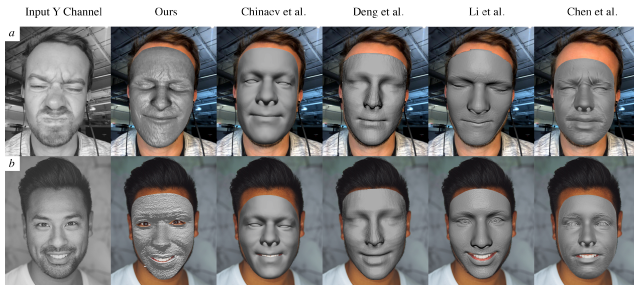 Input Y Channel Ours Chinaev et al. Deng et al. Li et al. Chen et al.
a
b